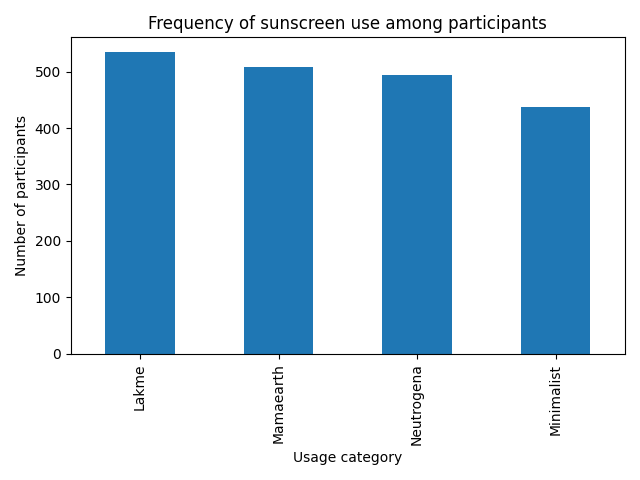 Frequency of sunscreen use among participants
Number of participants
500
400
300
200
100
0
Lakme
Mamaearth
Neutrogena
Minimalist
Usage category